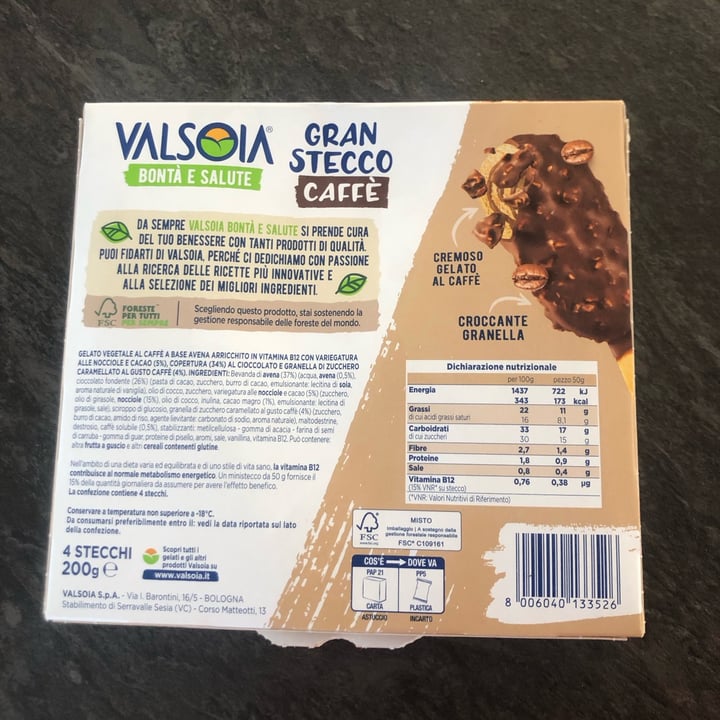 VALSOIA®
BONTÀ E SALUTE
GRAN
STECCO
CAFFÈ
DA SEMPRE VALSOIA BONTÀ E SALUTE SI PRENDE CURA
DEL TUO BENESSERE CON TANTI PRODOTTI DI QUALITÀ.
PUOI FIDARTI DI VALSOIA, PERCHÉ CI DEDICHIAMO CON PASSIONE
ALLA RICERCA DELLE RICETTE PIÙ INNOVATIVE E
ALLA SELEZIONE DEI MIGLIORI INGREDIENTI.
FSC
FORESTE
PER TUTTI
PER SEMPRE
Scegliendo questo prodotto, stai sostenendo la
gestione responsabile delle foreste del mondo.
CREMOSO
GELATO
AL CAFFÈ
CROCCANTE
GRANELLA
GELATO VEGETALE AL CAFFÈ A BASE AVENA ARRICCHITO IN VITAMINA B12 CON VARIEGATURA
ALLE NOCCIOLE E CACAO (5%), COPERTURA (34%) AL CIOCCOLATO E GRANELLA DI ZUCCHERO
CARAMELLATO AL GUSTO CAFFÈ (4%). INGREDIENTI: Bevanda di avena (37%) (acqua, avena (0,5%),
cioccolato fondente (26%) (pasta di cacao, zucchero, burro di cacao, emulsionante: lecitina di soia,
aroma naturale di vaniglia), olio di cocco, zucchero, variegatura alle nocciole e cacao (5%) (zucchero,
olio di girasole, nocciole (15%), olio di cocco, inulina, cacao magro (1%), emulsionante: lecitina di
girasole, sale), sciroppo di glucosio, granella di zucchero caramellato al gusto caffè (4%) (zucchero,
burro di cacao, amido di riso, agente lievitante: carbonato di sodio, aroma naturale), maltodestrine,
destrosio, caffè solubile (0,5%), stabilizzanti: metilcellulosa - gomma di acacia - farina di semi
di carruba - gomma di guar, proteine di pisello, aromi, sale, vanillina, vitamina B12. Può contenere:
altra frutta a guscio e altri cereali contenenti glutine.
Nell'ambito di una dieta varia ed equilibrata e di uno stile di vita sano, la vitamina B12
contribuisce al normale metabolismo energetico. Un ministecco da 50 g fornisce il
15% della quantità giornaliera da assumere per avere l'effetto benefico.
La confezione contiene 4 stecchi.
Conservare a temperatura non superiore a -18°C.
Da consumarsi preferibilmente entro il: vedi la data riportata sul lato
della confezione.
4 STECCHI
200g ℮
Scopri tutti i
gelati e gli altri
prodotti Valsoia su
www.valsoia.it
VALSOIA S.p.A. - Via I. Barontini, 16/5 - BOLOGNA
Stabilimento di Serravalle Sesia (VC) - Corso Matteotti, 13
Dichiarazione nutrizionale
per 100g pezzo 50g
Energia 1437 722 kJ
343 173 kcal
Grassi 22 11 g
di cui acidi grassi saturi 16 8,1 g
Carboidrati 33 17 g
di cui zuccheri 30 15 g
Fibre 2,7 1,4 g
Proteine 1,8 0,9 g
Sale 0,8 0,4 g
Vitamina B12 0,76 0,38 µg
(15% VNR* su stecco)
(*VNR: Valori Nutritivi di Riferimento)
FSC
MISTO
Imballaggio | A sostegno della
gestione forestale responsabile
FSC® C109161
COS'È DOVE VA
PAP 21
CARTA
ASTUCCIO
PP5
PLASTICA
INCARTO
8 006040 133526